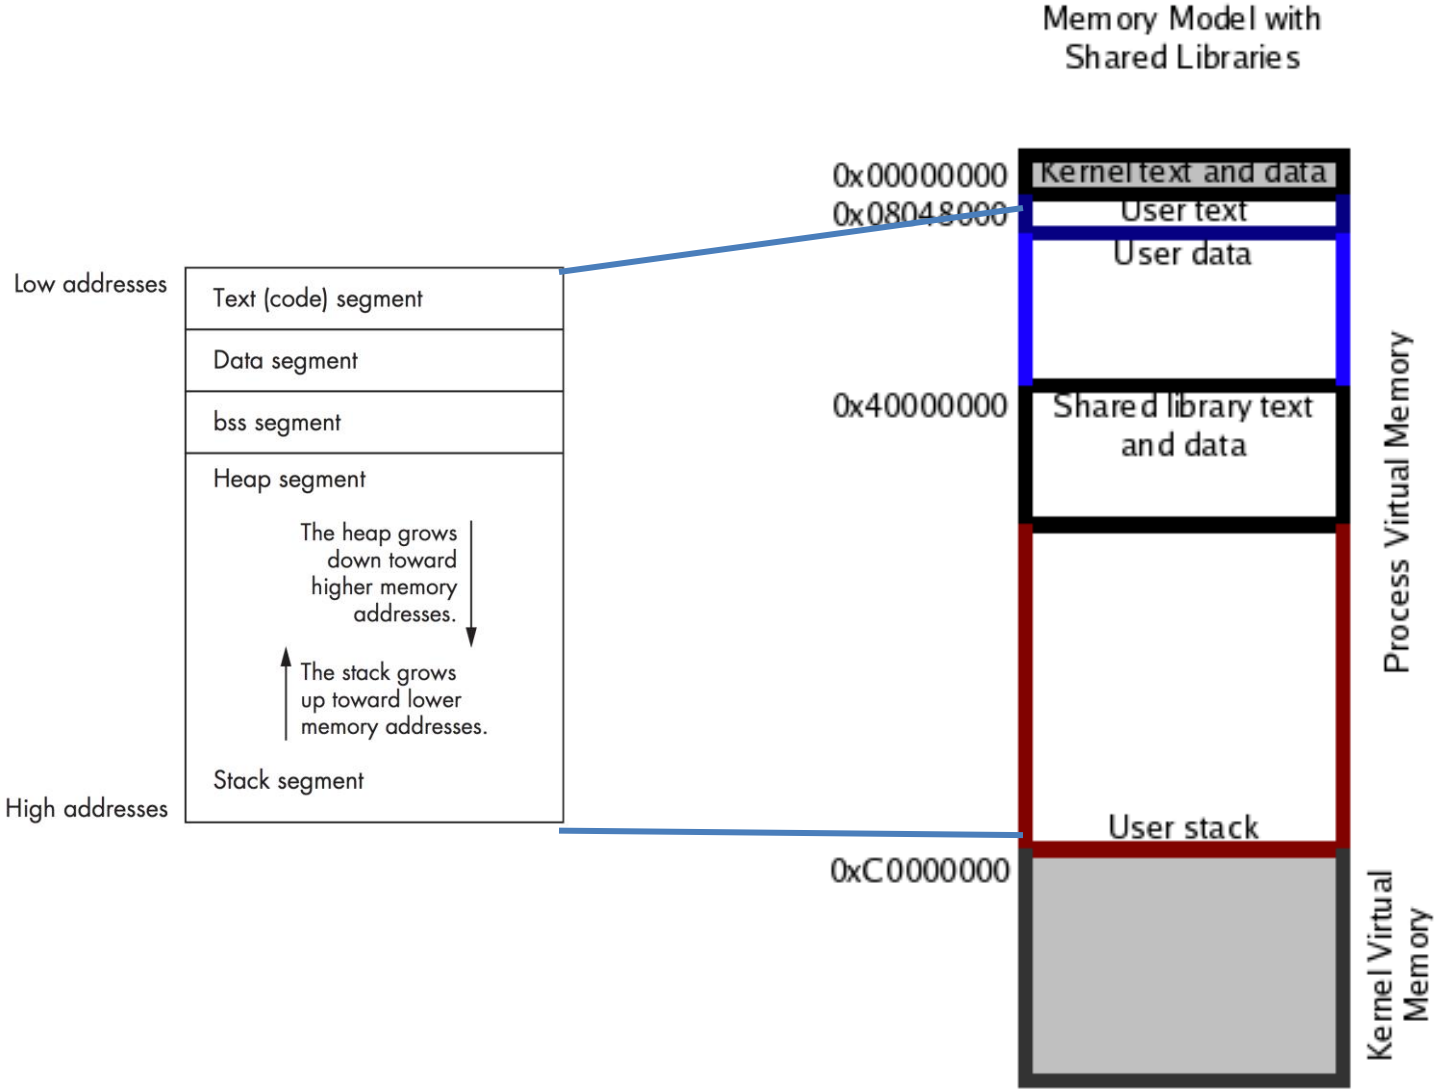 Memory Model with
Shared Libraries
0x00000000
Kernel text and data
0x08048000
User text
User data
Low addresses
Text (code) segment
Data segment
bss segment
Heap segment
The heap grows
down toward
higher memory
addresses.
The stack grows
up toward lower
memory addresses.
Stack segment
High addresses
0x40000000
Shared library text
and data
User stack
0xC0000000
Process Virtual Memory
Kernel Virtual
Memory